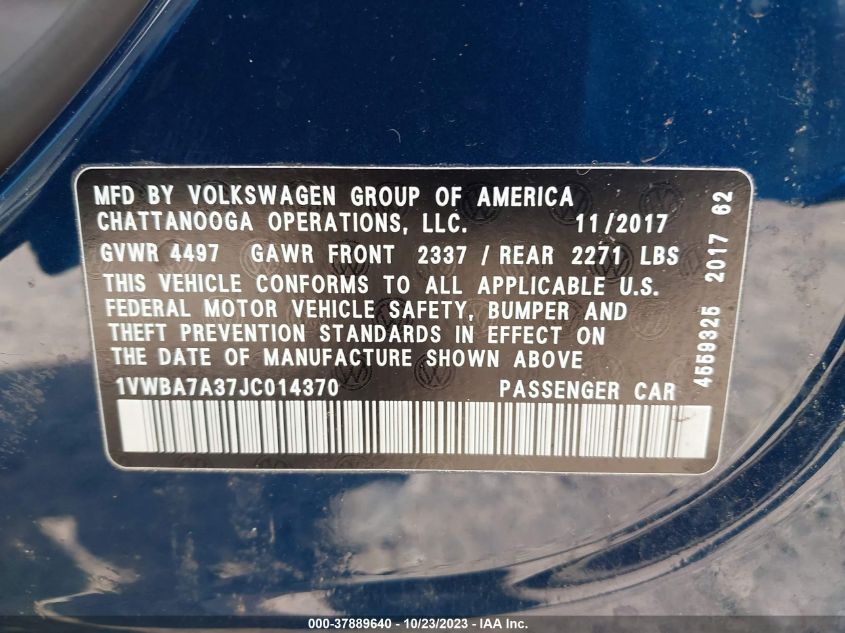 MFD BY VOLKSWAGEN GROUP OF AMERICA
CHATTANOOGA OPERATIONS, LLC. 11/2017
GVWR 4497 GAWR FRONT 2337 / REAR 2271 LBS
THIS VEHICLE CONFORMS TO ALL APPLICABLE U.S.
FEDERAL MOTOR VEHICLE SAFETY, BUMPER AND
THEFT PREVENTION STANDARDS IN EFFECT ON
THE DATE OF MANUFACTURE SHOWN ABOVE
1VWBA7A37JC014370 PASSENGER CAR
4559325 2017 62
000-37889640 - 10/23/2023 - IAA Inc.